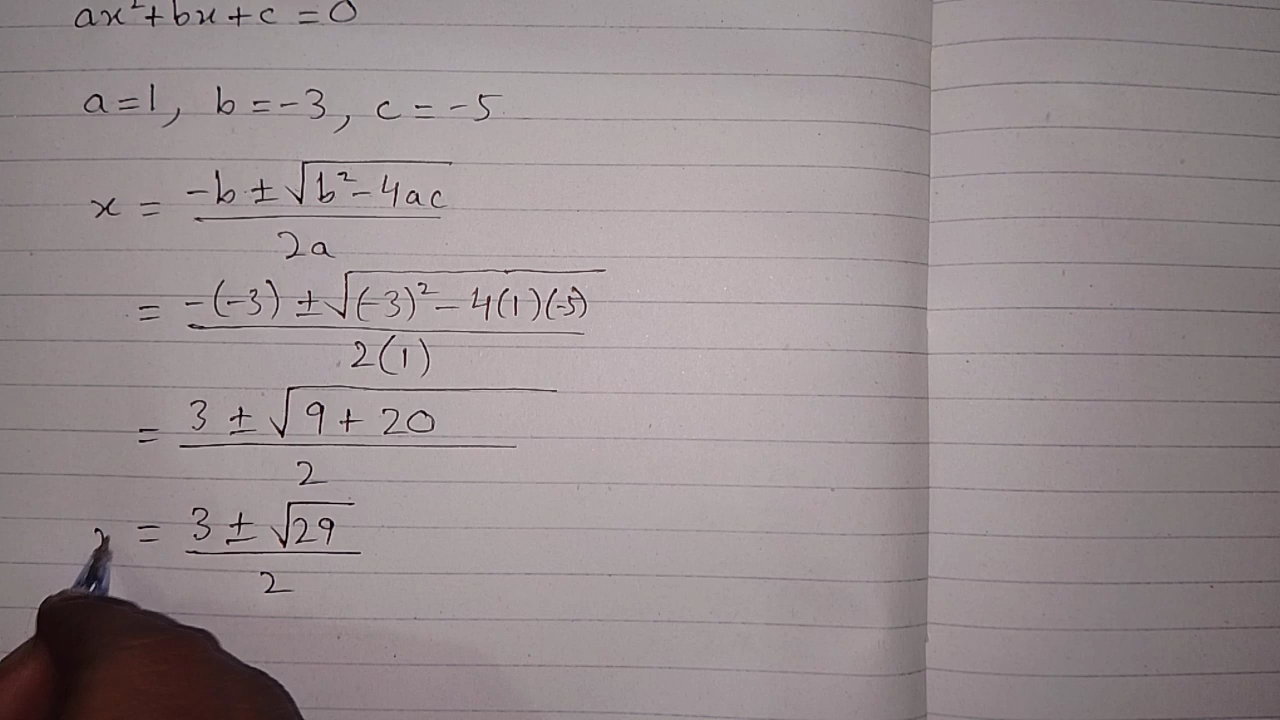 ax²+bx+c=0
a=1, b=-3, c=-5
x = -b±√b²-4ac
2a
= -(-3) ±√(-3)²-4(1)(-5)
2(1)
= 3 ± √9+20
2
= 3 ± √29
2